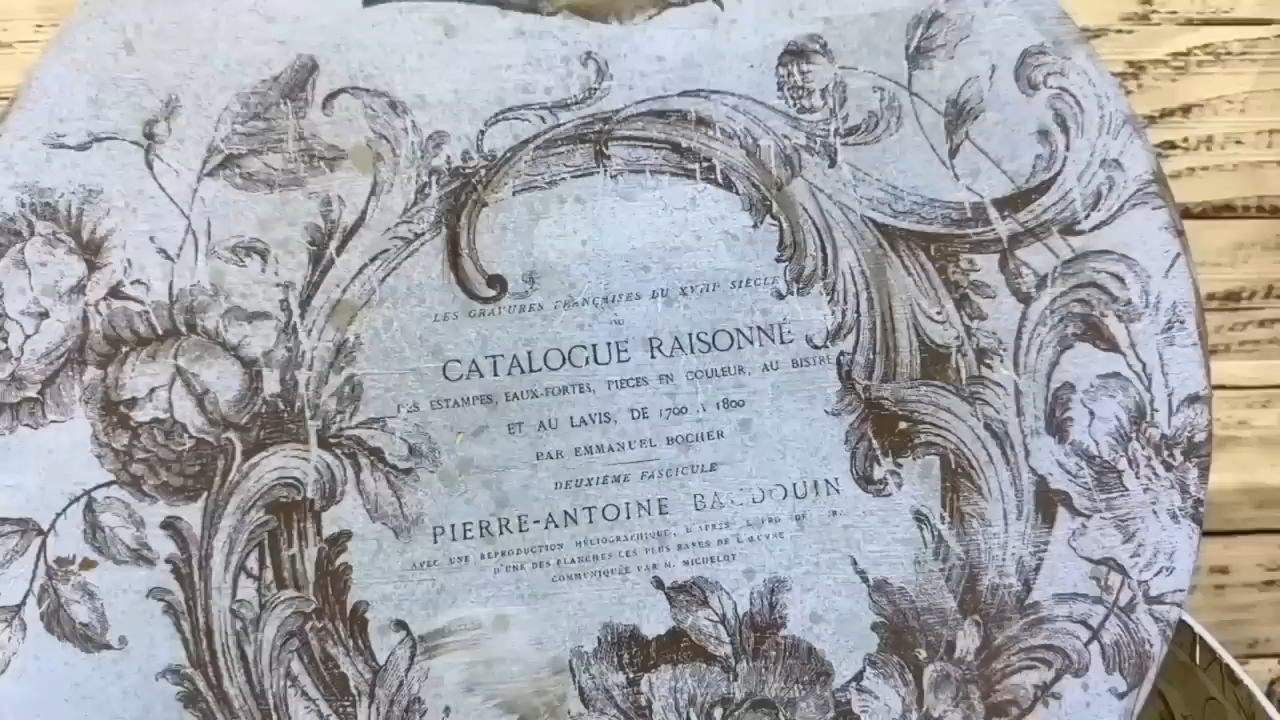 LES GRAVURES FRANÇAISES DU XVIIIᵉ SIÈCLE
OU
CATALOGUE RAISONNÉ
DES ESTAMPES, EAUX-FORTES, PIÈCES EN COULEUR, AU BISTRE
ET AU LAVIS, DE 1700 A 1800
PAR EMMANUEL BOCHER
DEUXIÈME FASCICULE
PIERRE-ANTOINE BAUDOUIN
AVEC UNE REPRODUCTION HÉLIOGRAPHIQUE, D'APRÈS
D'UNE DES PLANCHES LES PLUS RARES DE L'ŒUVRE
COMMUNIQUÉE PAR M. MICHELOT